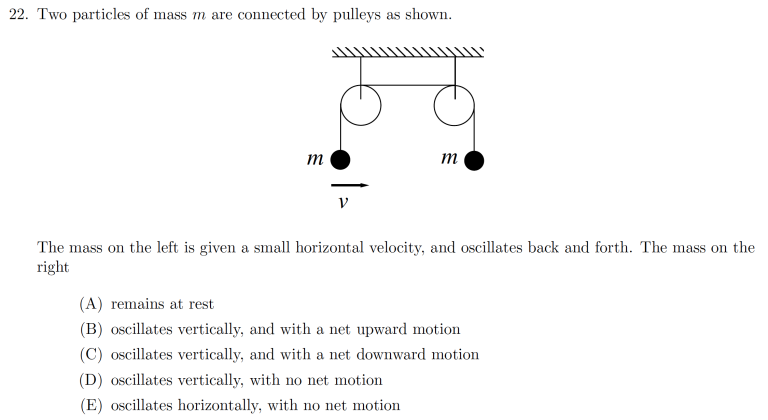 22. Two particles of mass m are connected by pulleys as shown.
m
m
v
The mass on the left is given a small horizontal velocity, and oscillates back and forth. The mass on the
right
(A) remains at rest
(B) oscillates vertically, and with a net upward motion
(C) oscillates vertically, and with a net downward motion
(D) oscillates vertically, with no net motion
(E) oscillates horizontally, with no net motion